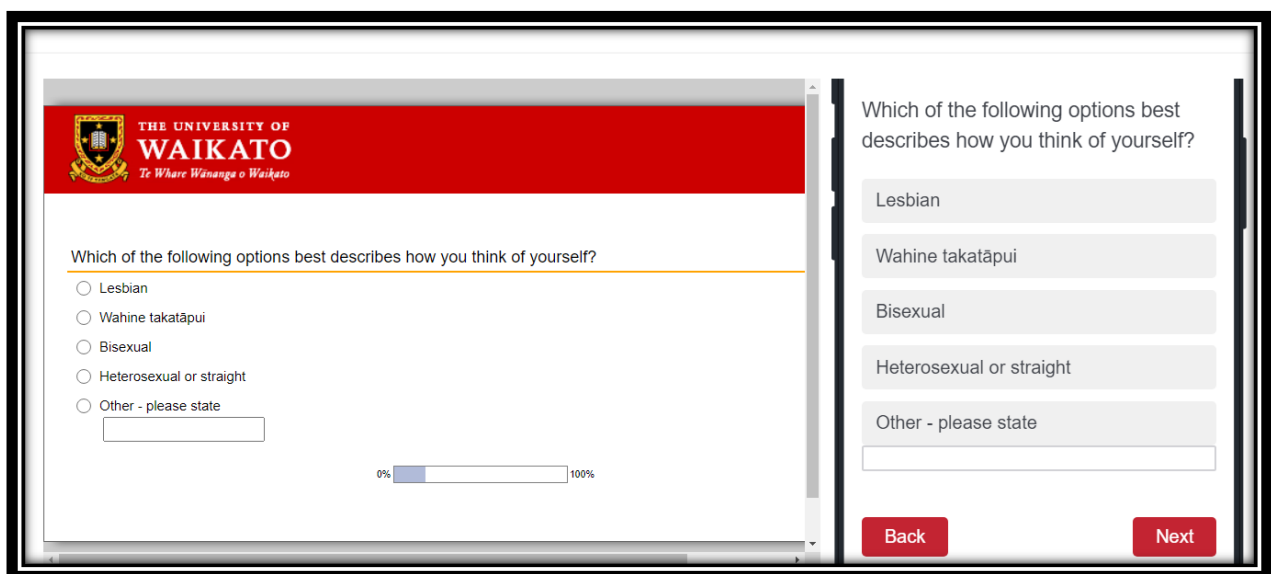 THE UNIVERSITY OF
WAIKATO
Te Whare Wānanga o Waikato
Which of the following options best describes how you think of yourself?
Lesbian
Wahine takatāpui
Bisexual
Heterosexual or straight
Other - please state
0% 100%
Which of the following options best
describes how you think of yourself?
Lesbian
Wahine takatāpui
Bisexual
Heterosexual or straight
Other - please state
Back Next